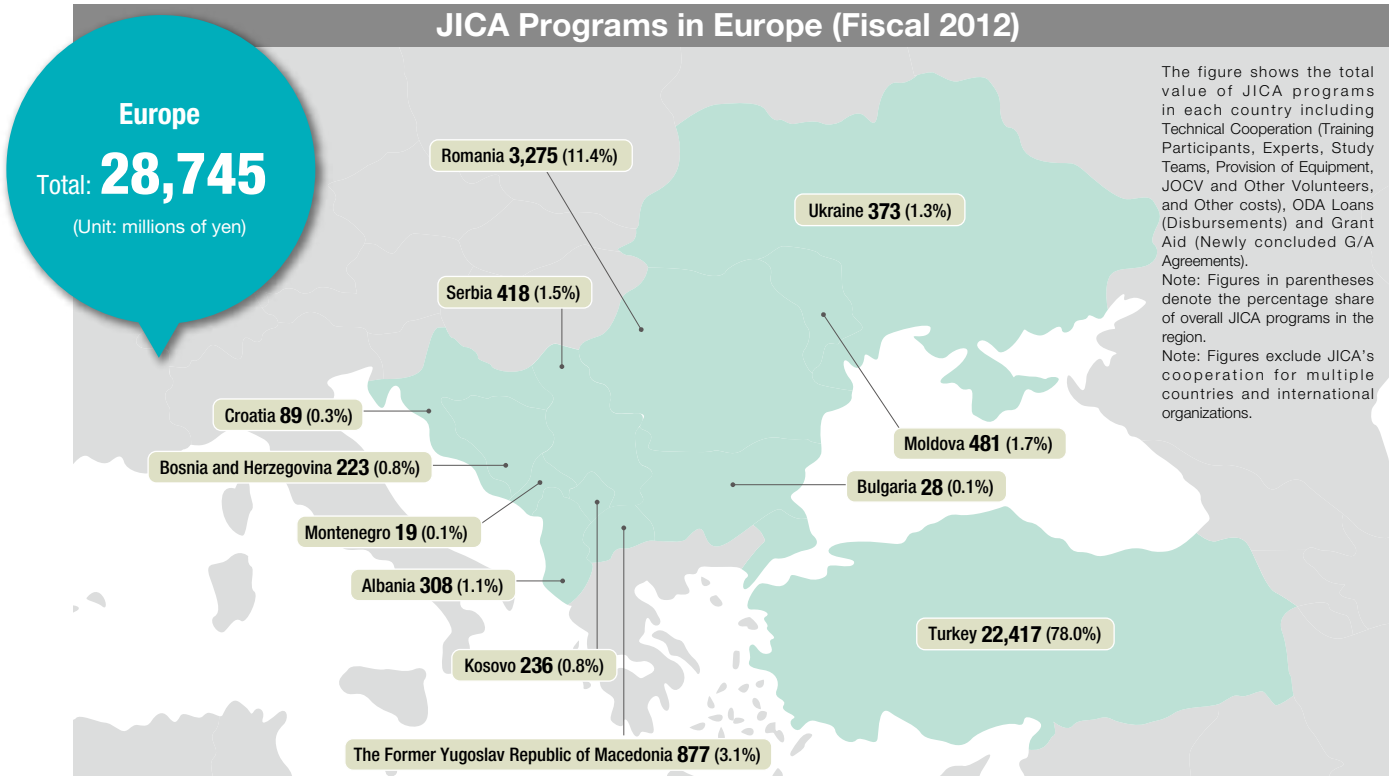 JICA Programs in Europe (Fiscal 2012)
Europe
Total: 28,745
(Unit: millions of yen)
The figure shows the total
value of JICA programs
in each country including
Technical Cooperation (Training
Participants, Experts, Study
Teams, Provision of Equipment,
JOCV and Other Volunteers,
and Other costs), ODA Loans
(Disbursements) and Grant
Aid (Newly concluded G/A
Agreements).
Note: Figures in parentheses
denote the percentage share
of overall JICA programs in the
region.
Note: Figures exclude JICA's
cooperation for multiple
countries and international
organizations.
Romania 3,275 (11.4%)
Ukraine 373 (1.3%)
Serbia 418 (1.5%)
Croatia 89 (0.3%)
Moldova 481 (1.7%)
Bosnia and Herzegovina 223 (0.8%)
Bulgaria 28 (0.1%)
Montenegro 19 (0.1%)
Albania 308 (1.1%)
Turkey 22,417 (78.0%)
Kosovo 236 (0.8%)
The Former Yugoslav Republic of Macedonia 877 (3.1%)